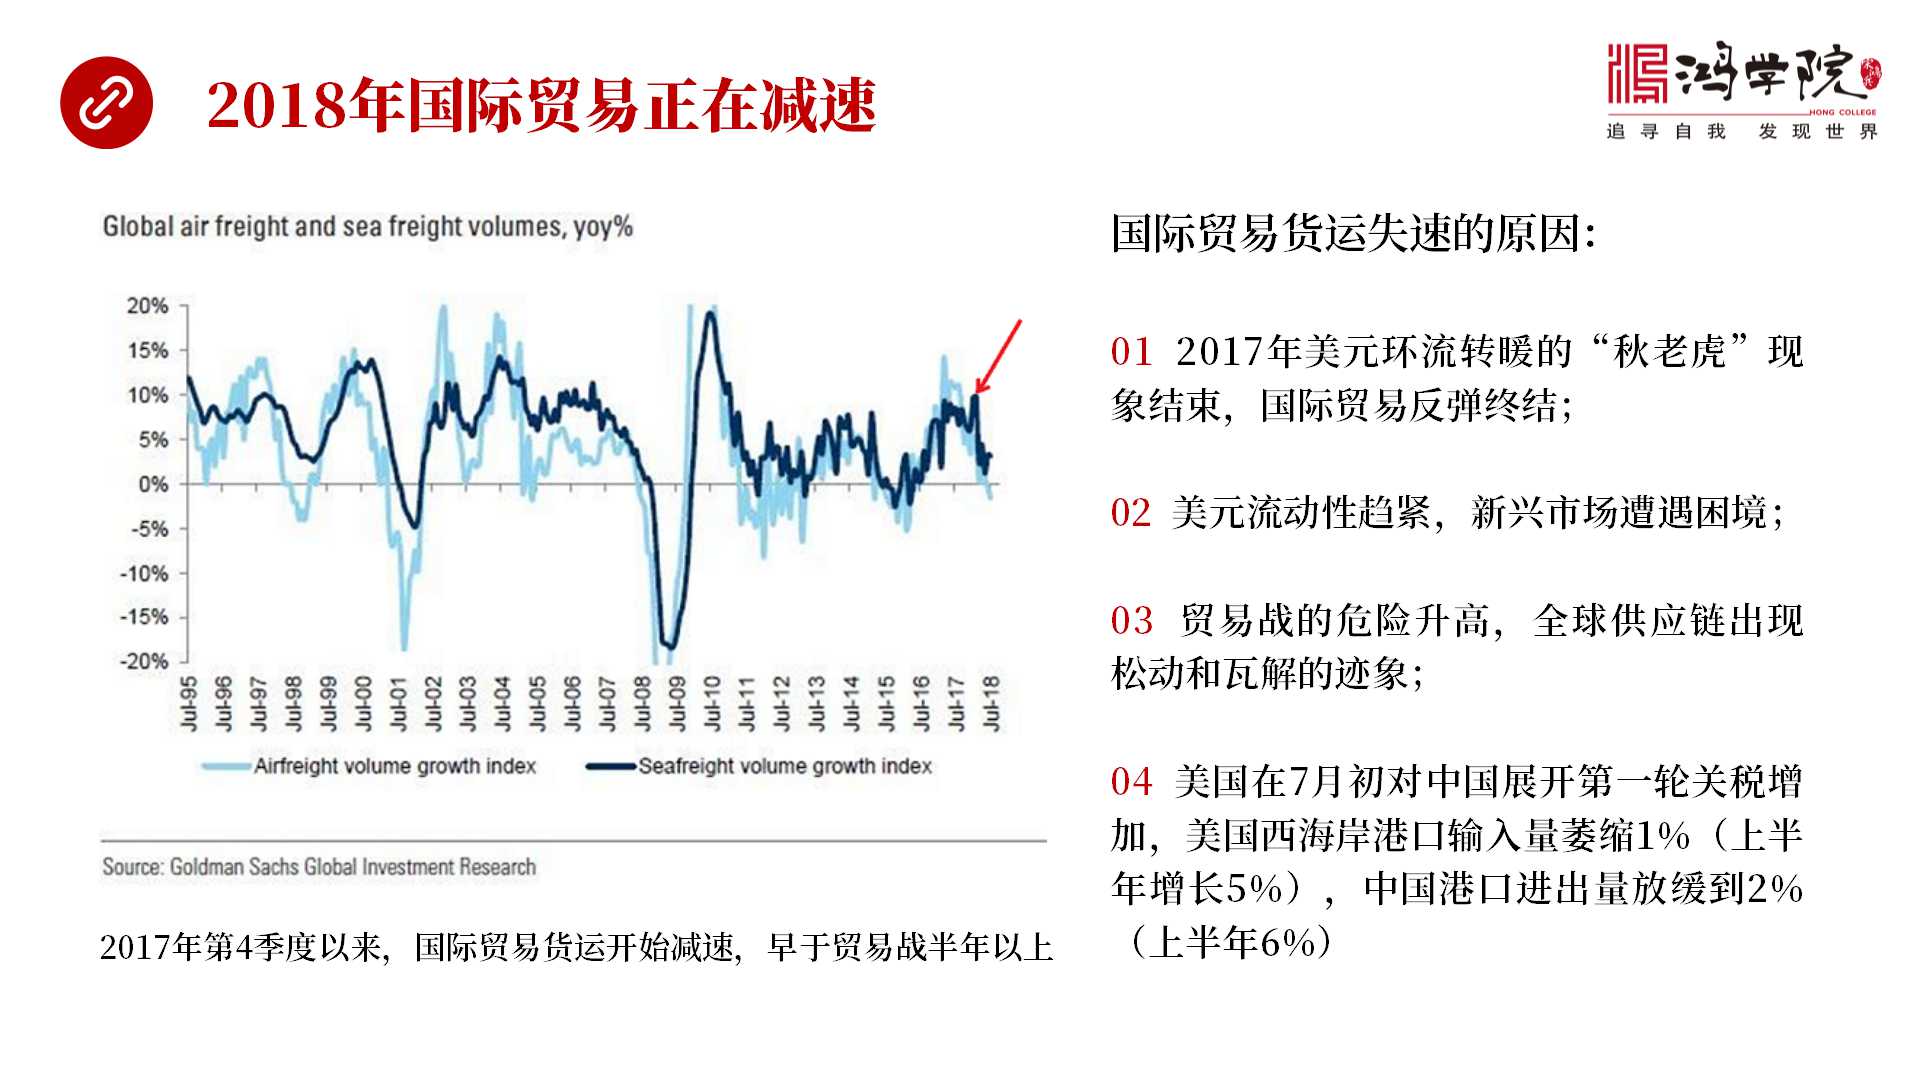 2018年国际贸易正在减速
鸿学院
HONG COLLEGE
追寻自我 发现世界
Global air freight and sea freight volumes, yoy%
20%
15%
10%
5%
0%
-5%
-10%
-15%
-20%
Jul-95
Jul-96
Jul-97
Jul-98
Jul-99
Jul-00
Jul-01
Jul-02
Jul-03
Jul-04
Jul-05
Jul-06
Jul-07
Jul-08
Jul-09
Jul-10
Jul-11
Jul-12
Jul-13
Jul-14
Jul-15
Jul-16
Jul-17
Jul-18
Airfreight volume growth index
Seafreight volume growth index
Source: Goldman Sachs Global Investment Research
2017年第4季度以来，国际贸易货运开始减速，早于贸易战半年以上
国际贸易货运失速的原因：
01 2017年美元环流转暖的“秋老虎”现
象结束，国际贸易反弹终结；
02 美元流动性趋紧，新兴市场遭遇困境；
03 贸易战的危险升高，全球供应链出现
松动和瓦解的迹象；
04 美国在7月初对中国展开第一轮关税增
加，美国西海岸港口输入量萎缩1%（上半
年增长5%），中国港口进出量放缓到2%
（上半年6%）